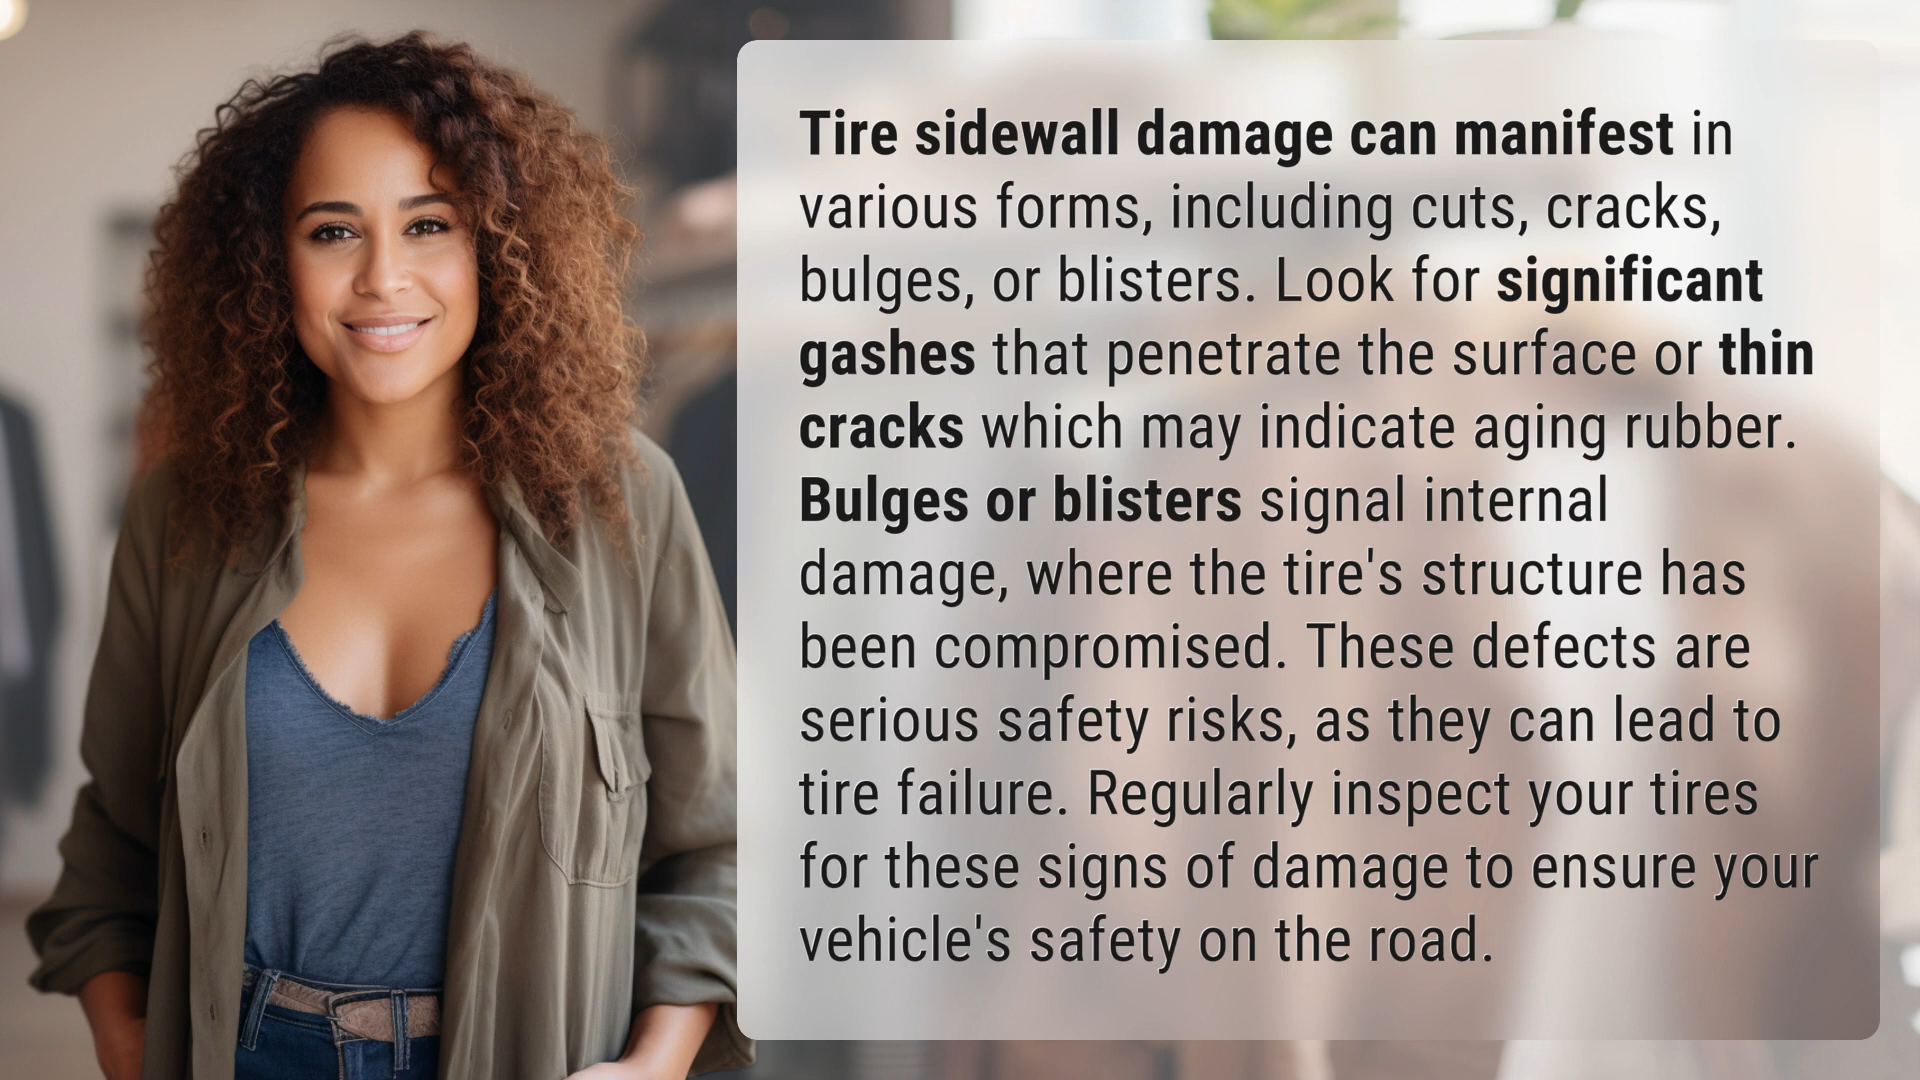 Tire sidewall damage can manifest in
various forms, including cuts, cracks,
bulges, or blisters. Look for significant
gashes that penetrate the surface or thin
cracks which may indicate aging rubber.
Bulges or blisters signal internal
damage, where the tire's structure has
been compromised. These defects are
serious safety risks, as they can lead to
tire failure. Regularly inspect your tires
for these signs of damage to ensure your
vehicle's safety on the road.